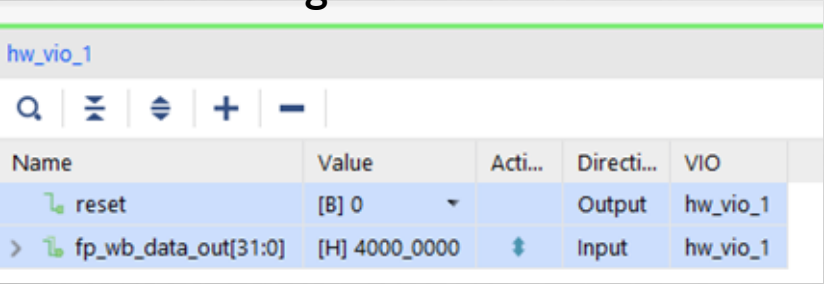 hw_vio_1
Name Value Acti... Directi... VIO
reset [B] 0 Output hw_vio_1
fp_wb_data_out[31:0] [H] 4000_0000 Input hw_vio_1